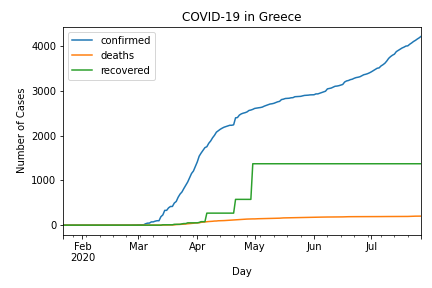 COVID-19 in Greece
confirmed
deaths
recovered
Number of Cases
4000
3000
2000
1000
0
Feb
2020
Mar
Apr
May
Jun
Jul
Day